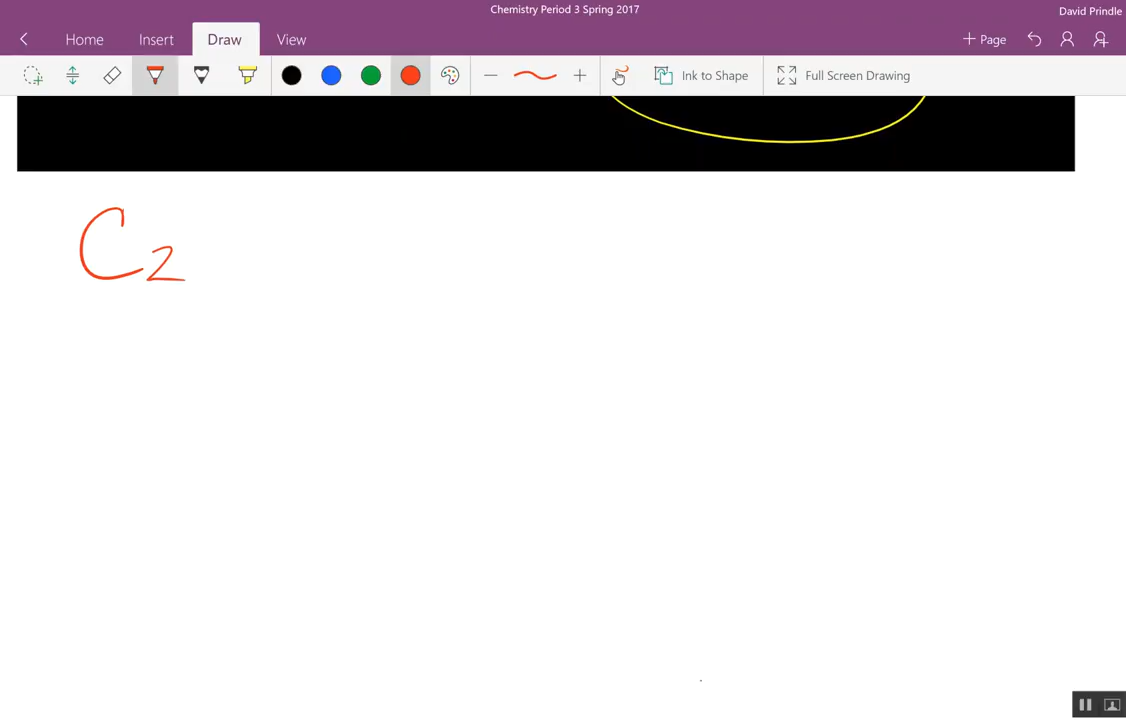 Chemistry Period 3 Spring 2017
David Prindle
Home Insert Draw View + Page
Ink to Shape Full Screen Drawing
C₂